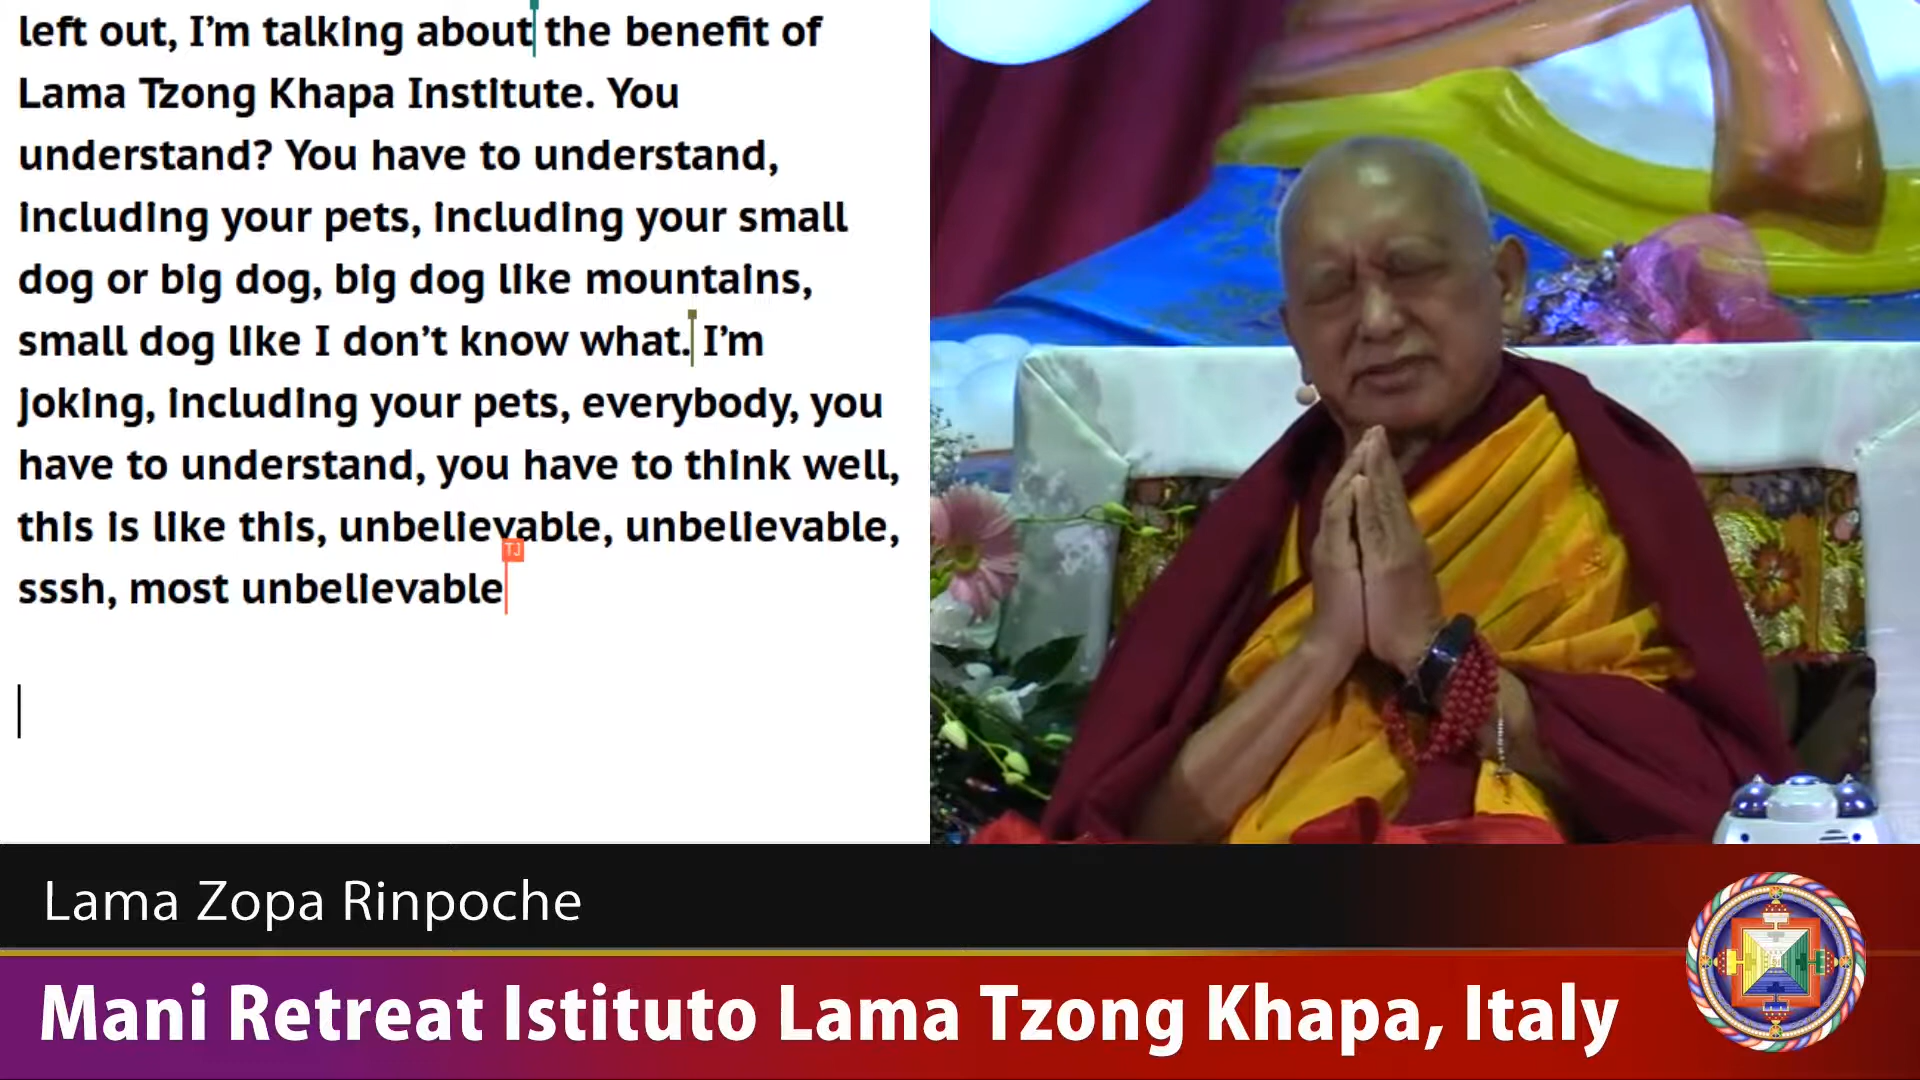 left out, I’m talking about the benefit of
Lama Tzong Khapa Institute. You
understand? You have to understand,
including your pets, including your small
dog or big dog, big dog like mountains,
small dog like I don’t know what. I’m
joking, including your pets, everybody, you
have to understand, you have to think well,
this is like this, unbelievable, unbelievable,
sssh, most unbelievable
TJ
Lama Zopa Rinpoche
Mani Retreat Istituto Lama Tzong Khapa, Italy